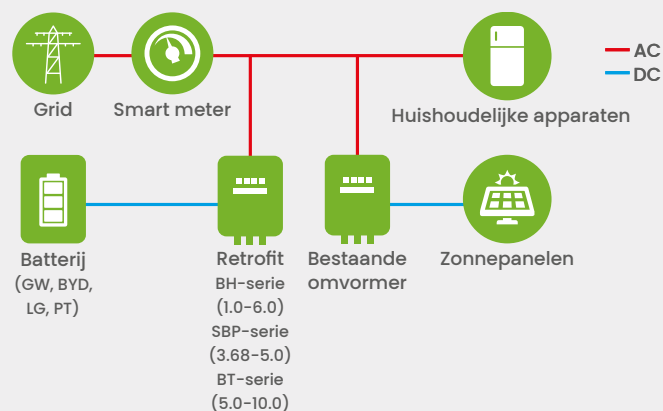 AC
DC
Grid
Smart meter
Huishoudelijke apparaten
Batterij
(GW, BYD,
LG, PT)
Retrofit
BH-serie
(1.0-6.0)
SBP-serie
(3.68-5.0)
BT-serie
(5.0-10.0)
Bestaande
omvormer
Zonnepanelen